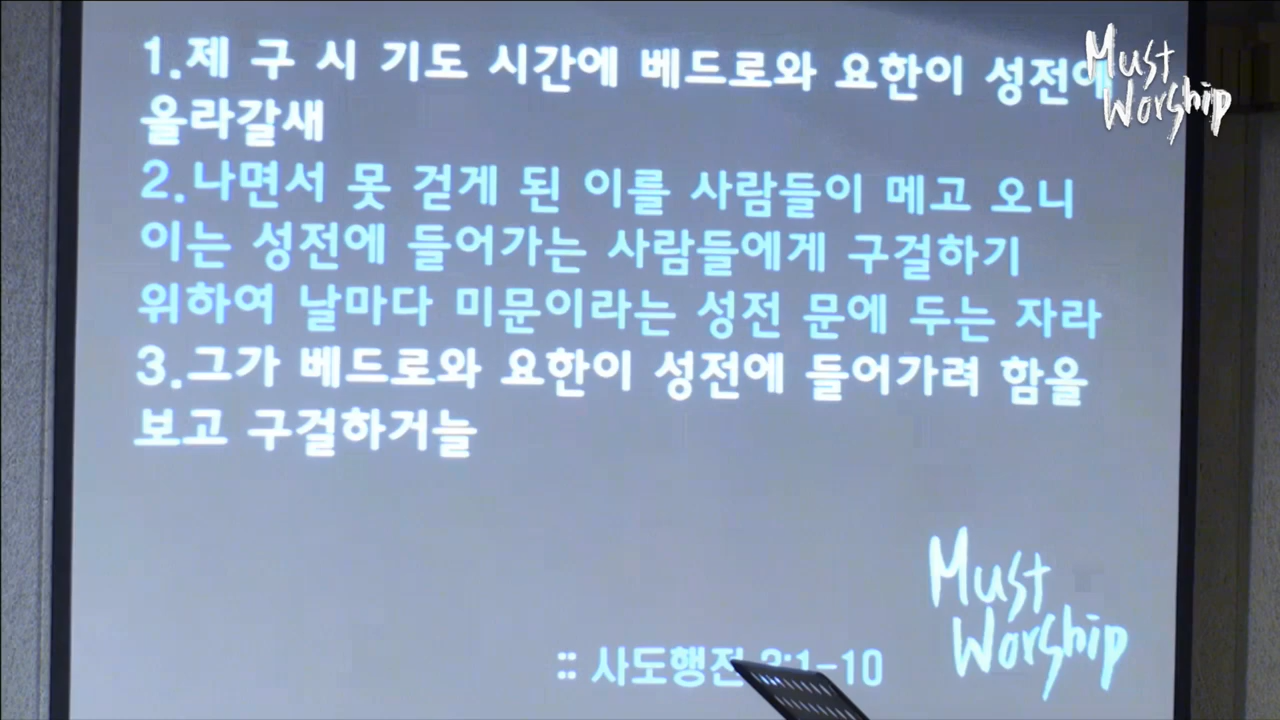 1.제 구 시 기도 시간에 베드로와 요한이 성전에
올라갈새
2.나면서 못 걷게 된 이를 사람들이 메고 오니
이는 성전에 들어가는 사람들에게 구걸하기
위하여 날마다 미문이라는 성전 문에 두는 자라
3.그가 베드로와 요한이 성전에 들어가려 함을
보고 구걸하거늘
:: 사도행전 3:1-10
Must
Worship
Must
Worship